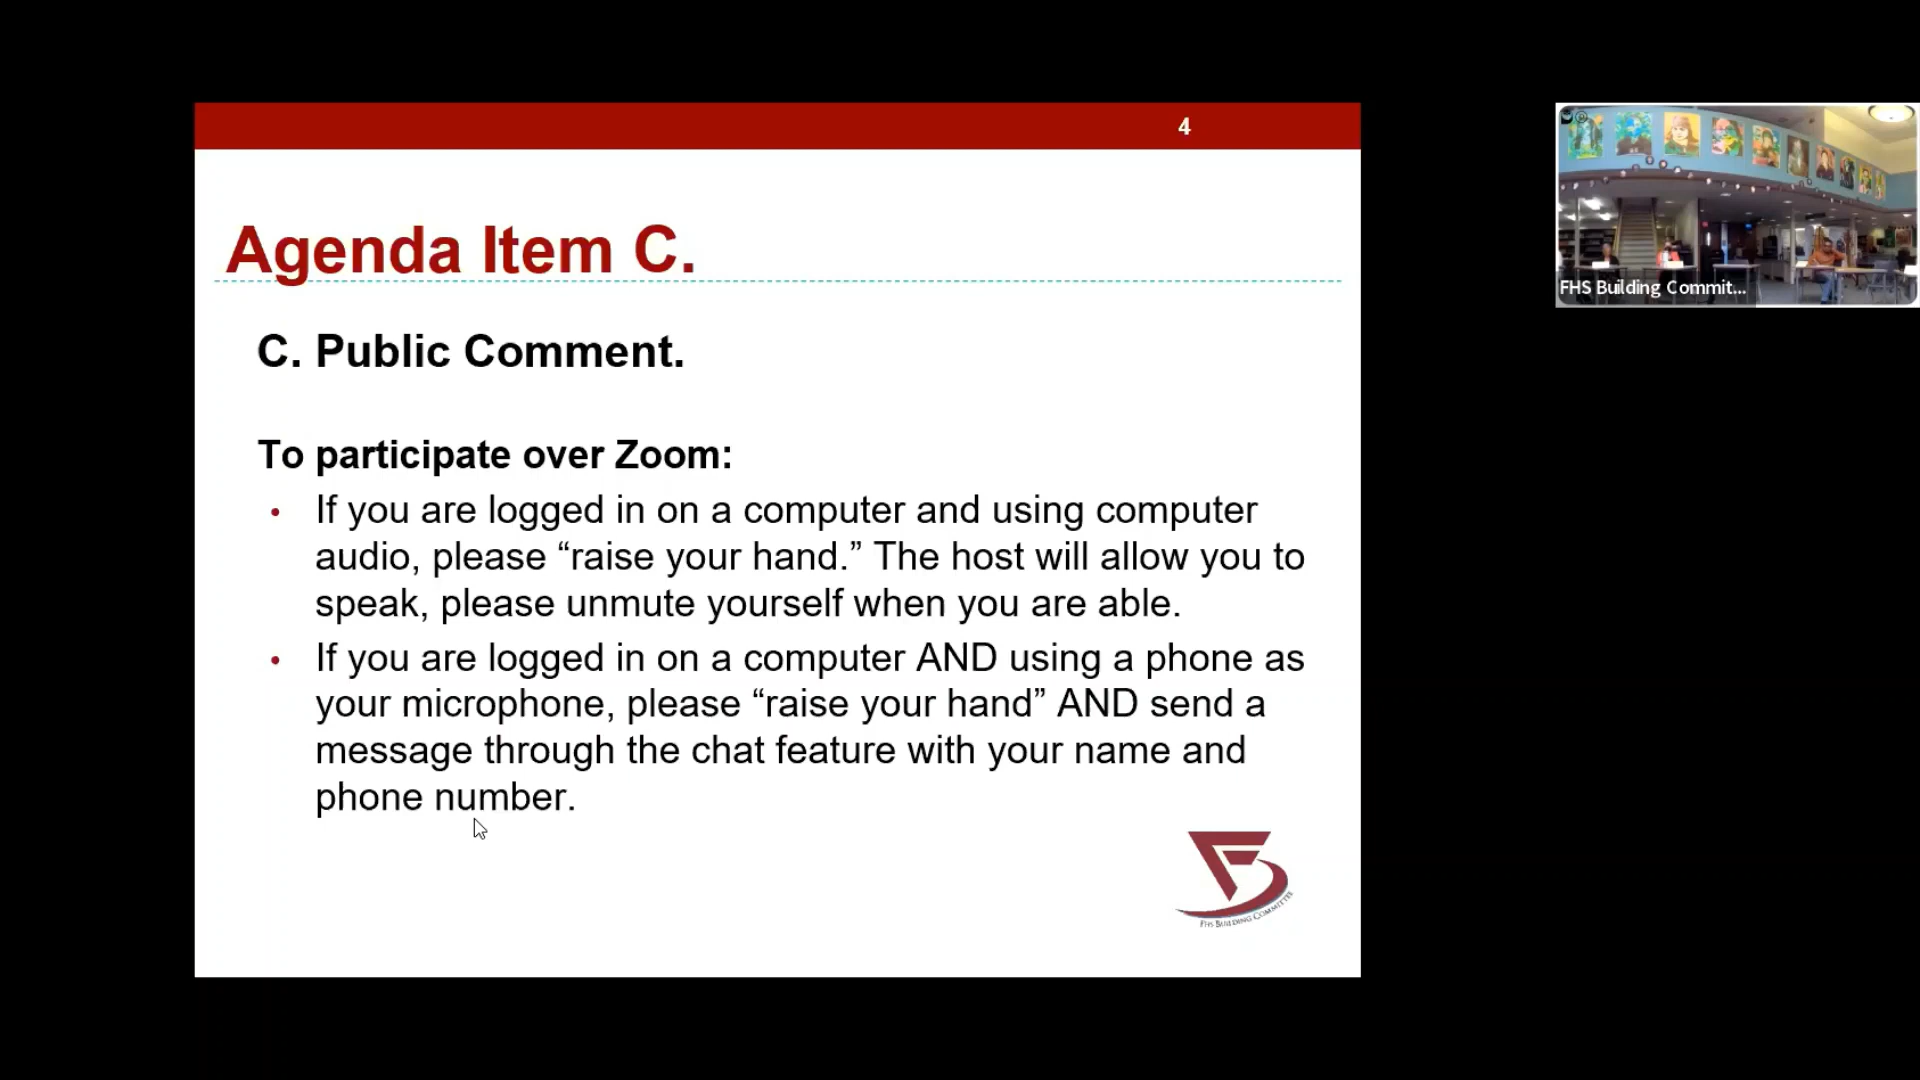 4
Agenda Item C.
C. Public Comment.
To participate over Zoom:
• If you are logged in on a computer and using computer
audio, please “raise your hand.” The host will allow you to
speak, please unmute yourself when you are able.
• If you are logged in on a computer AND using a phone as
your microphone, please “raise your hand” AND send a
message through the chat feature with your name and
phone number.
FHS BUILDING COMMITTEE
FHS Building Commit...